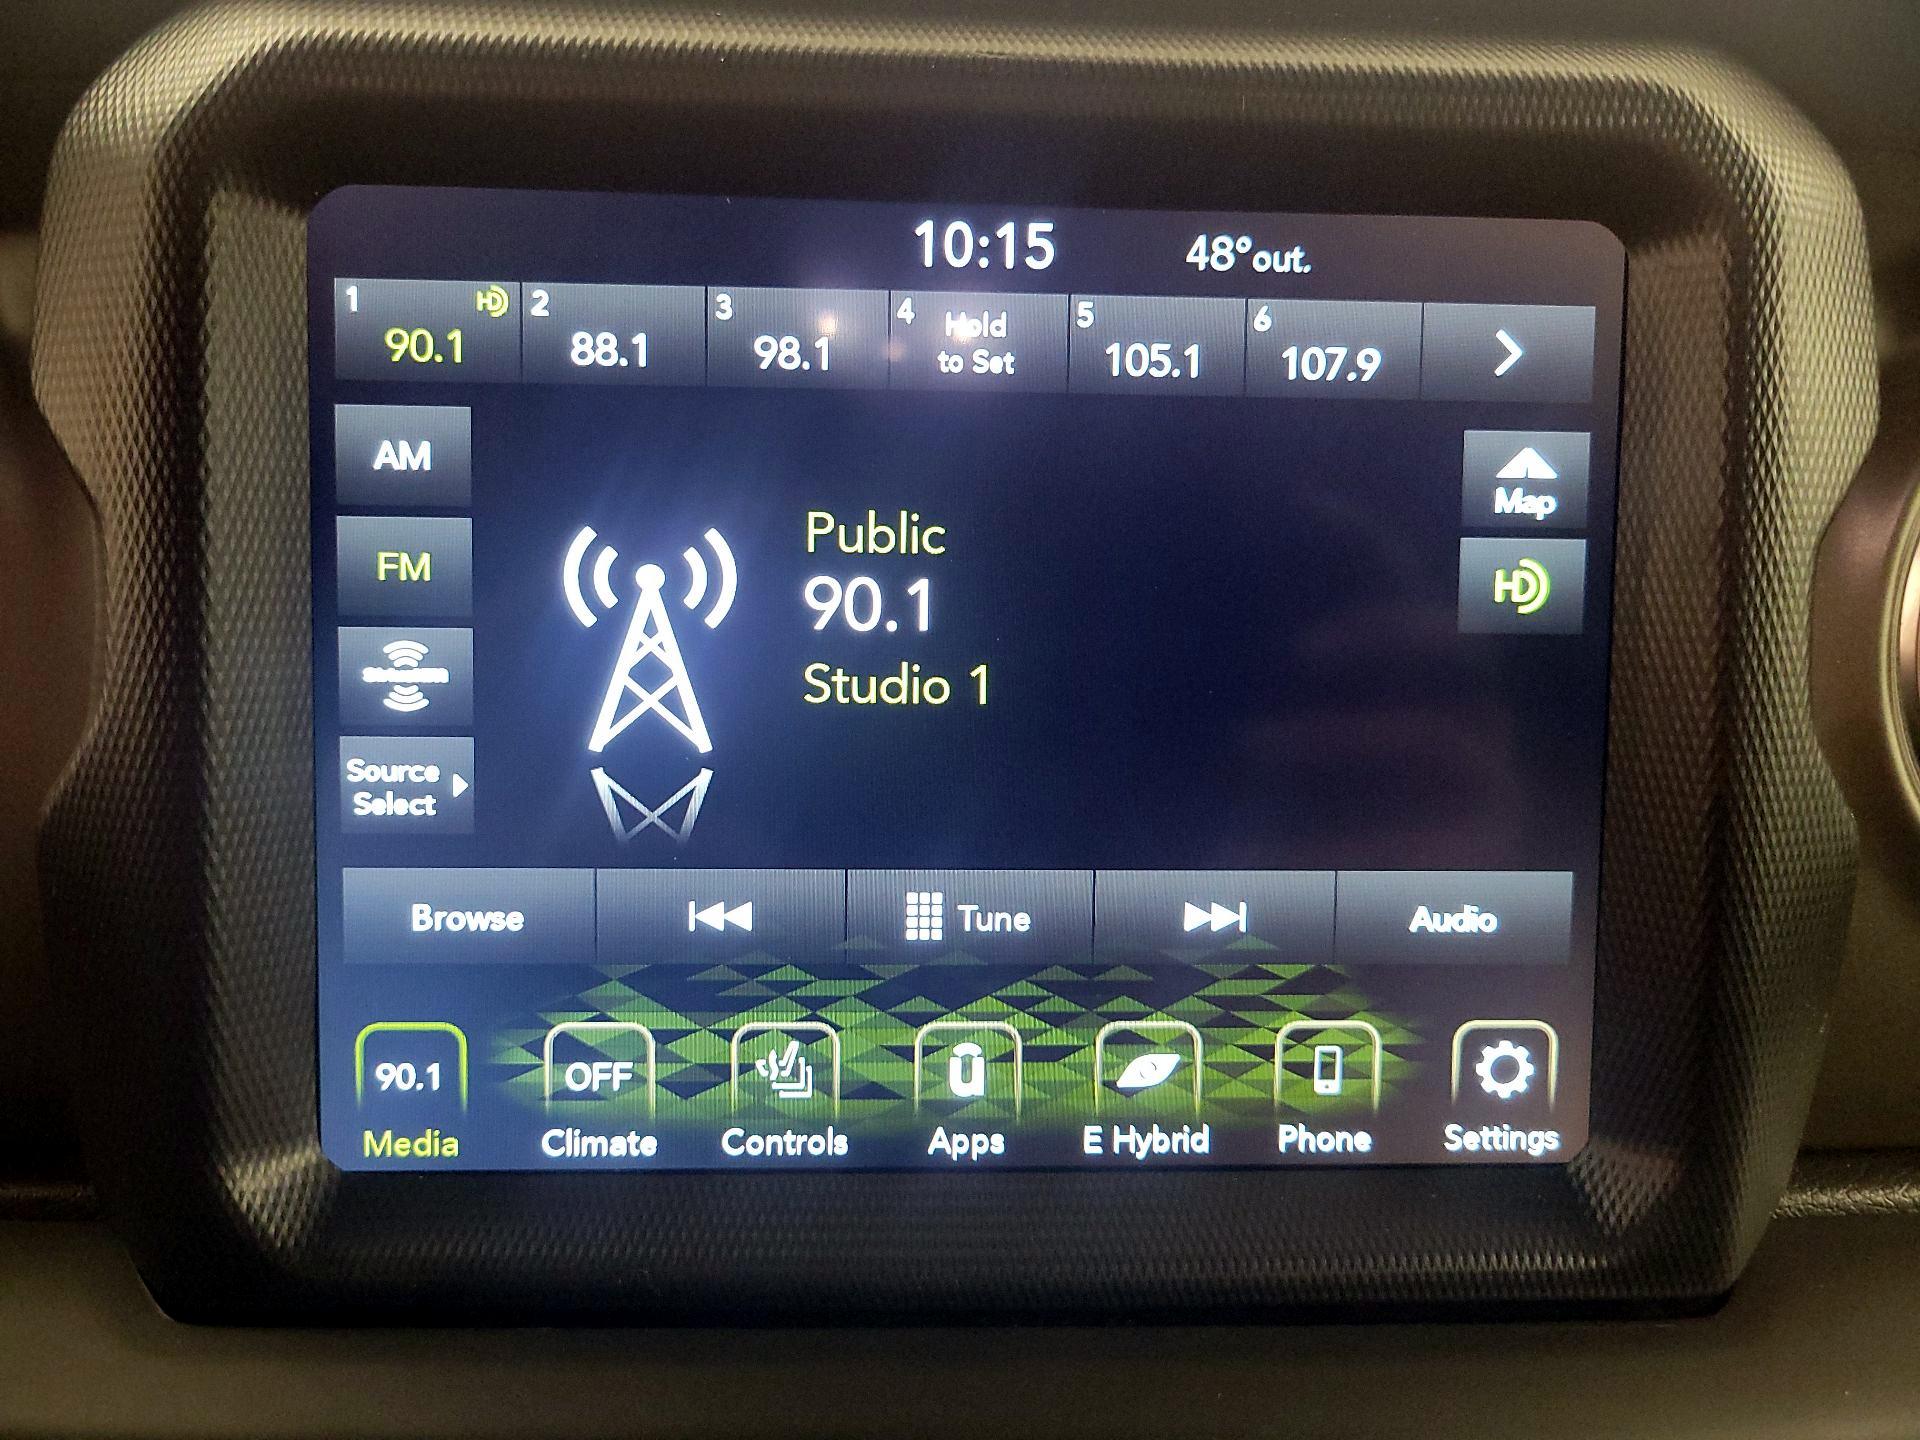 10:15 48°out.
1 HD 90.1
2 88.1
3 98.1
4 Hold
to Set
5 105.1
6 107.9
AM
Map
FM
HD
Public
90.1
Studio 1
Source
Select
Browse
Tune
Audio
90.1
OFF
ū
Media
Climate
Controls
Apps
E Hybrid
Phone
Settings